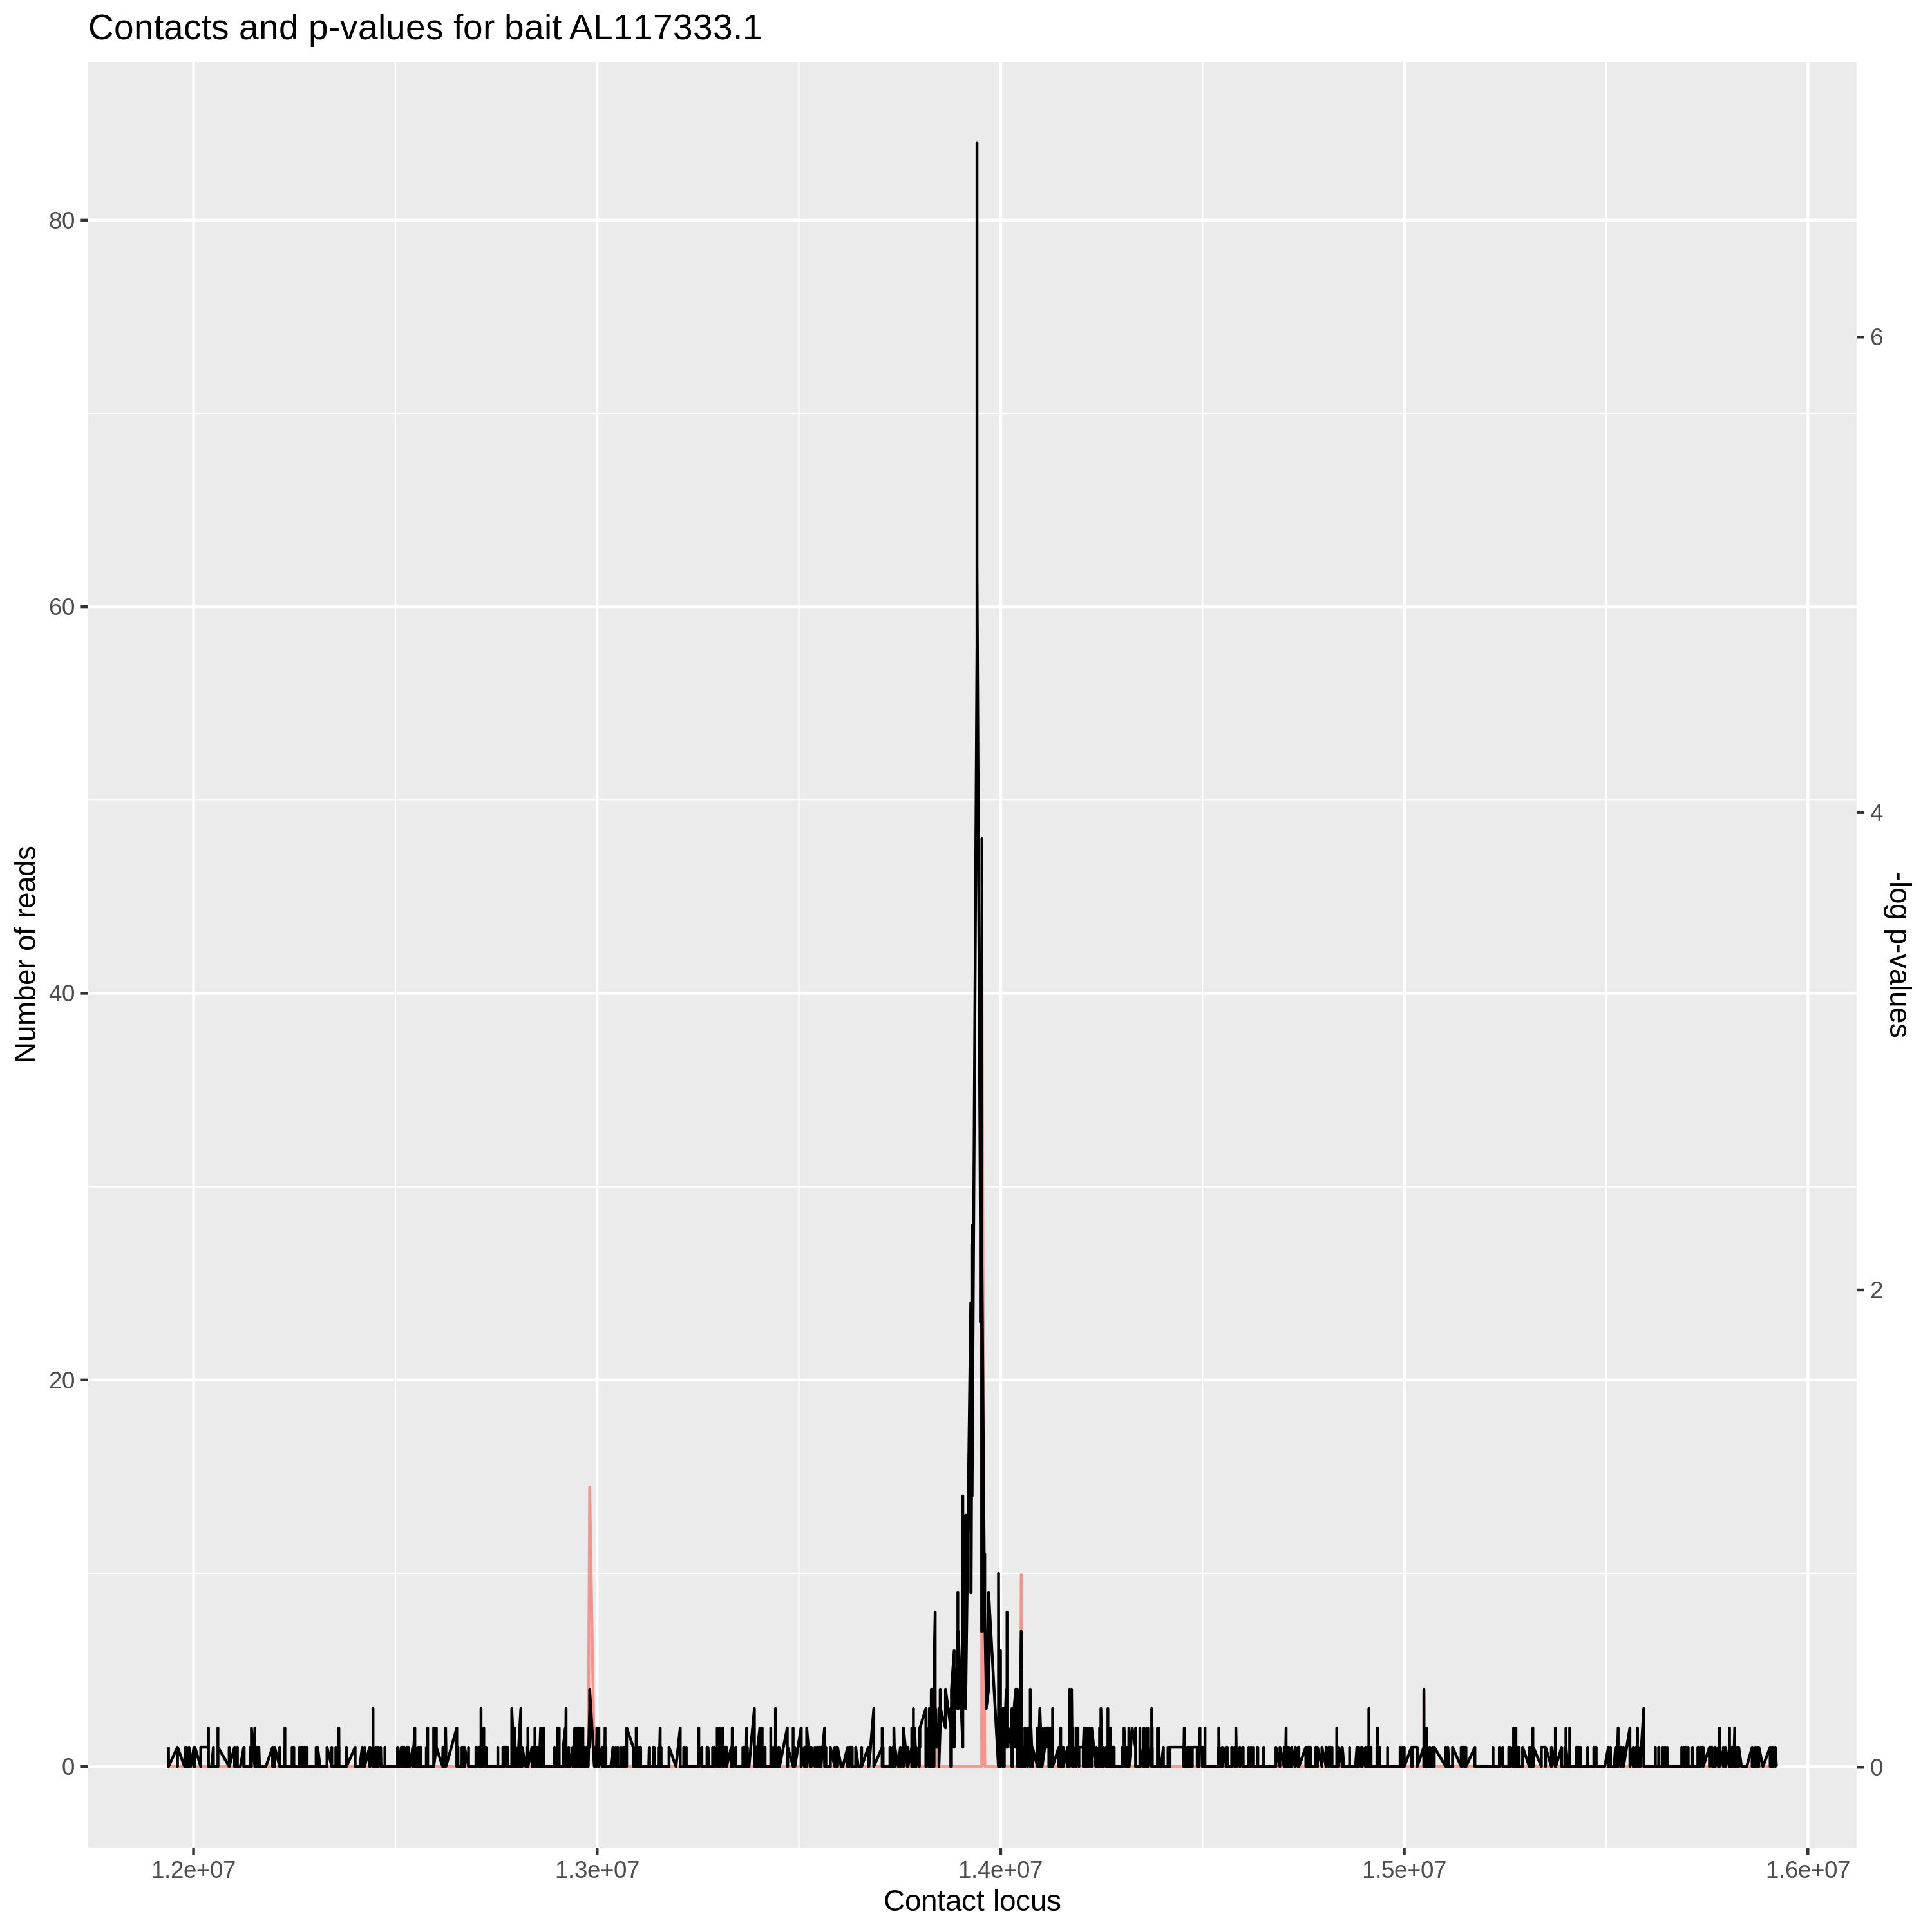 Contacts and p-values for bait AL117333.1
80
60
40
20
0
6
4
2
0
Number of reads
-log p-values
1.2e+07 1.3e+07 1.4e+07 1.5e+07 1.6e+07
Contact locus